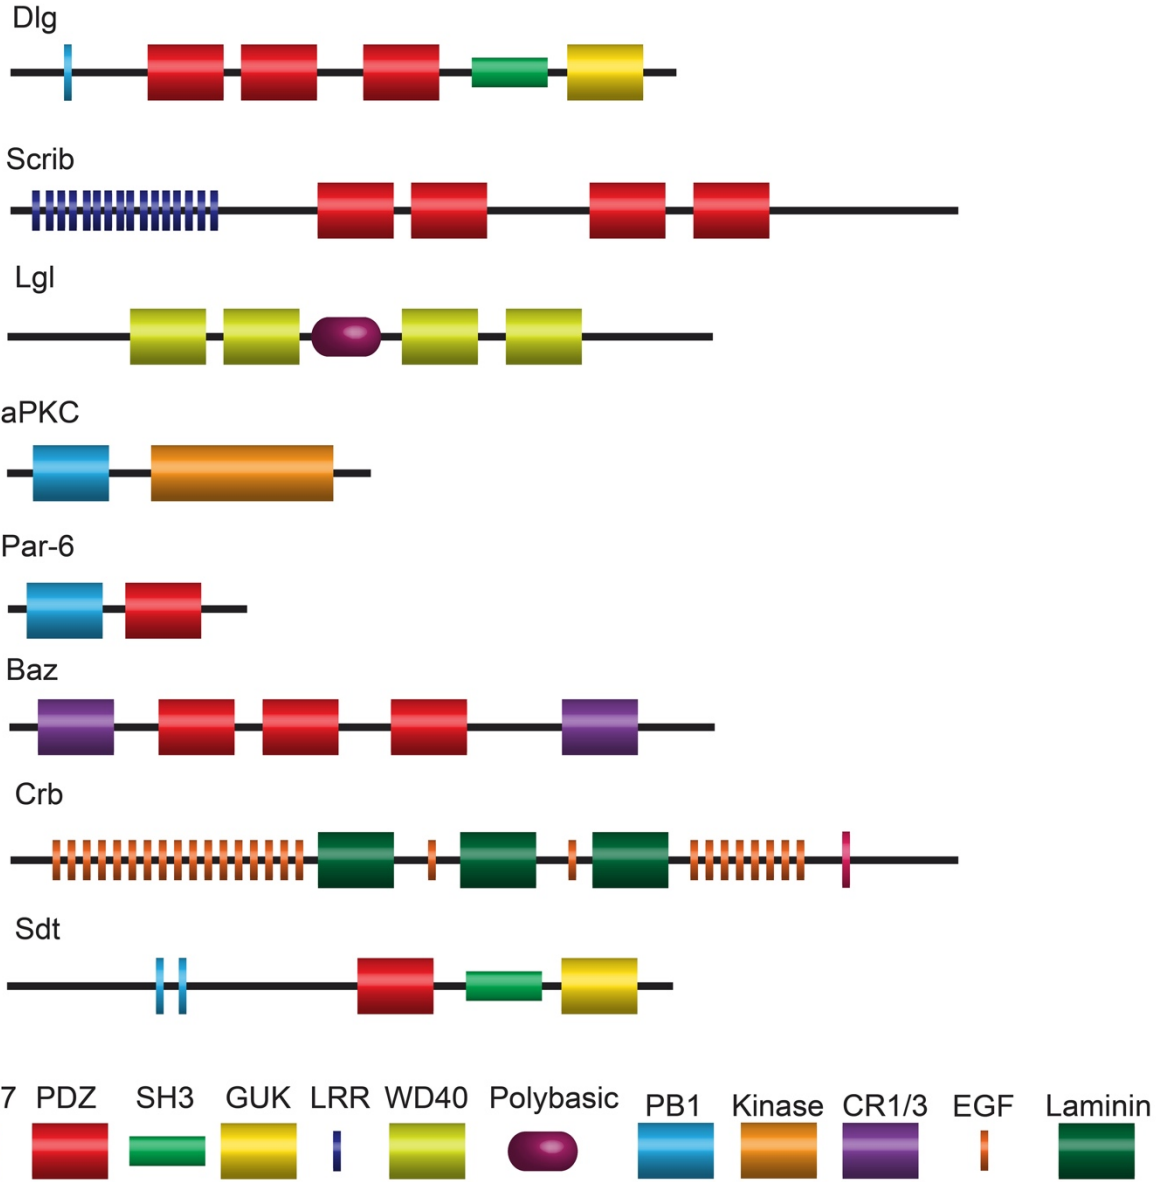 Dlg
Scrib
Lgl
aPKC
Par-6
Baz
Crb
Sdt
7 PDZ SH3 GUK LRR WD40 Polybasic PB1 Kinase CR1/3 EGF Laminin